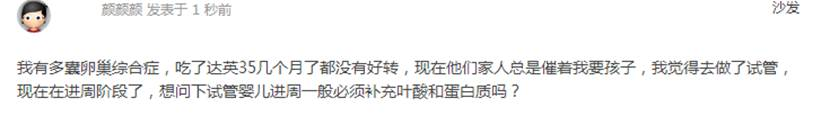 颜颜颜 发表于 1 秒前
沙发
我有多囊卵巢综合症，吃了达英35几个月了都没有好转，现在他们家人总是催着我要孩子，我觉得去做了试管，
现在在进周阶段了，想问下试管婴儿进周一般必须补充叶酸和蛋白质吗？